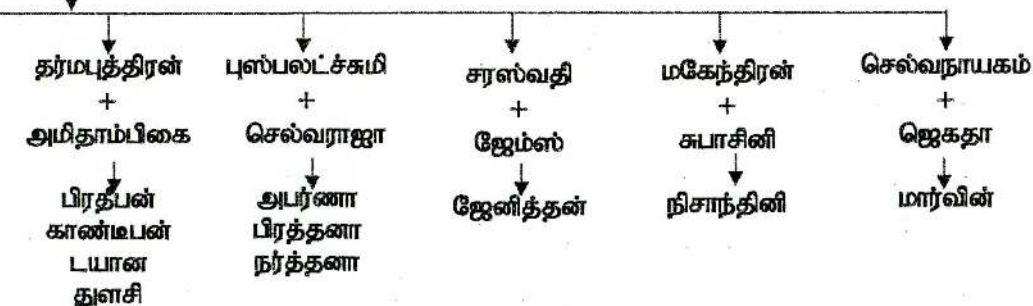 தர்மபுத்திரன் புஸ்பலட்ச்சுமி சரஸ்வதி மகேந்திரன் செல்வநாயகம்
+ + + + +
அமிதாம்பிகை செல்வராஜா ஜேம்ஸ் சுபாசினி ஜெகதா
பிரதீபன் அபர்ணா ஜேனித்தன் நிசாந்தினி மார்வின்
காண்டீபன் பிரத்தனா
டயான நர்த்தனா
துளசி